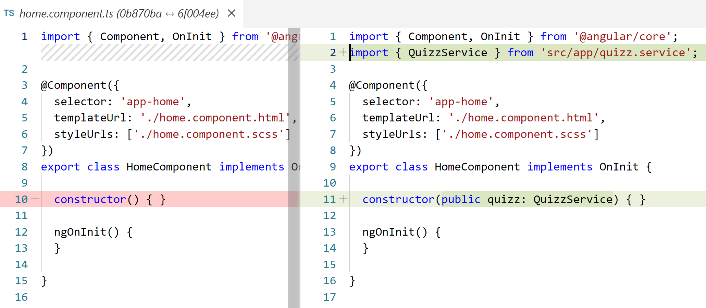 TS home.component.ts (0b870ba ↔ 6f004ee) ×
1 import { Component, OnInit } from '@ang
2
3 @Component({
4 selector: 'app-home',
5 templateUrl: './home.component.html',
6 styleUrls: ['./home.component.scss']
7 })
8 export class HomeComponent implements On
9
10 — constructor() { }
11
12 ngOnInit() {
13 }
14
15 }
16
1 import { Component, OnInit } from '@angular/core';
2 + import { QuizzService } from 'src/app/quizz.service';
3
4 @Component({
5 selector: 'app-home',
6 templateUrl: './home.component.html',
7 styleUrls: ['./home.component.scss']
8 })
9 export class HomeComponent implements OnInit {
10
11 + constructor(public quizz: QuizzService) { }
12
13 ngOnInit() {
14 }
15
16 }
17